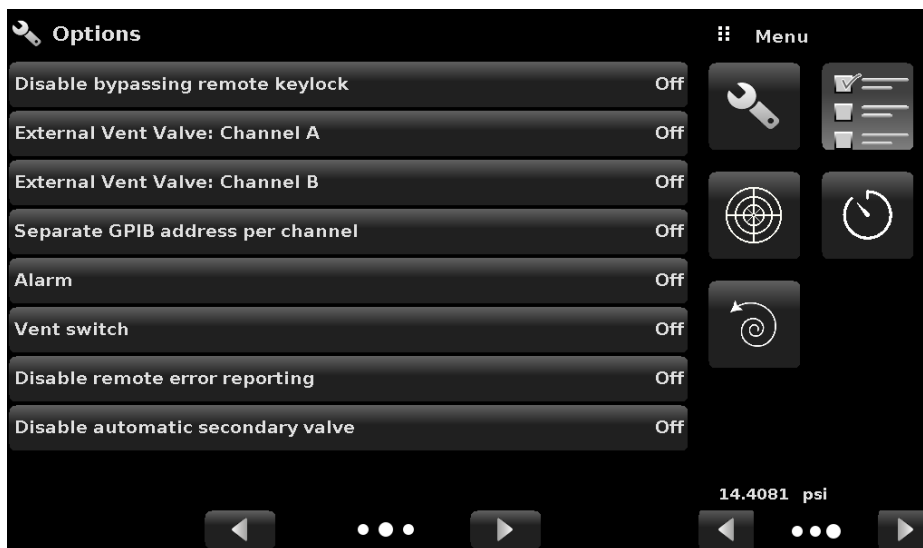 Options
Menu
Disable bypassing remote keylock Off
External Vent Valve: Channel A Off
External Vent Valve: Channel B Off
Separate GPIB address per channel Off
Alarm Off
Vent switch Off
Disable remote error reporting Off
Disable automatic secondary valve Off
14.4081 psi